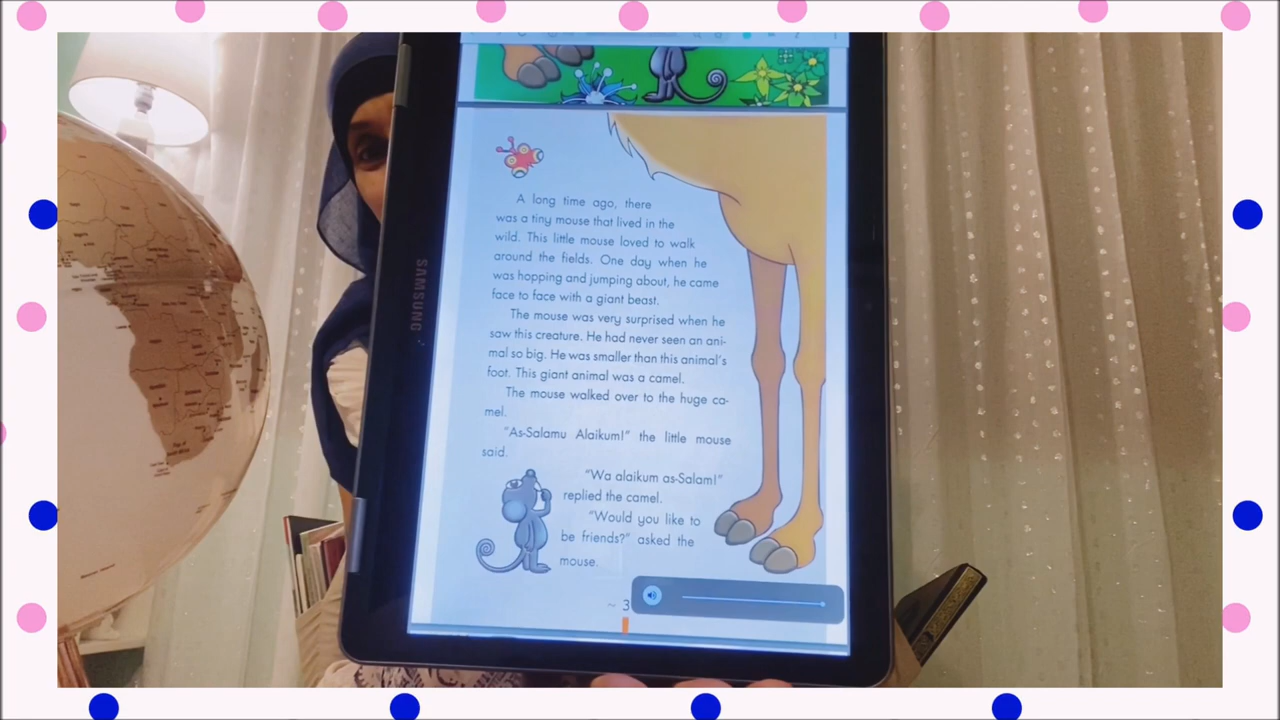 A long time ago, there
was a tiny mouse that lived in the
wild. This little mouse loved to walk
around the fields. One day when he
was hopping and jumping about, he came
face to face with a giant beast.
The mouse was very surprised when he
saw this creature. He had never seen an ani-
mal so big. He was smaller than this animal's
foot. This giant animal was a camel.
The mouse walked over to the huge ca-
mel.
"As-Salamu Alaikum!" the little mouse
said.
"Wa alaikum as-Salam!"
replied the camel.
"Would you like to
be friends?" asked the
mouse.
~ 3
SAMSUNG